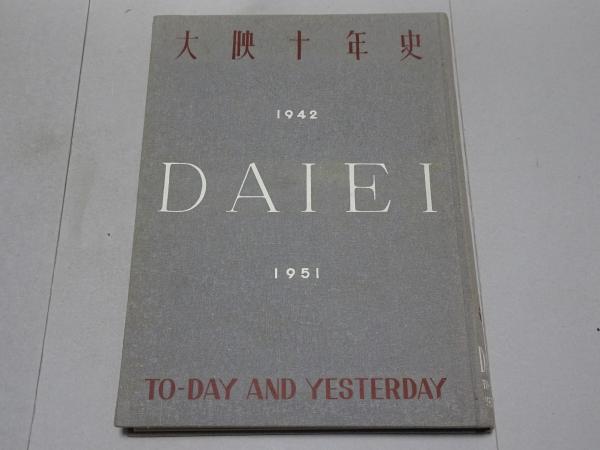 大映十年史
1942
DAIEI
1951
TO-DAY AND YESTERDAY